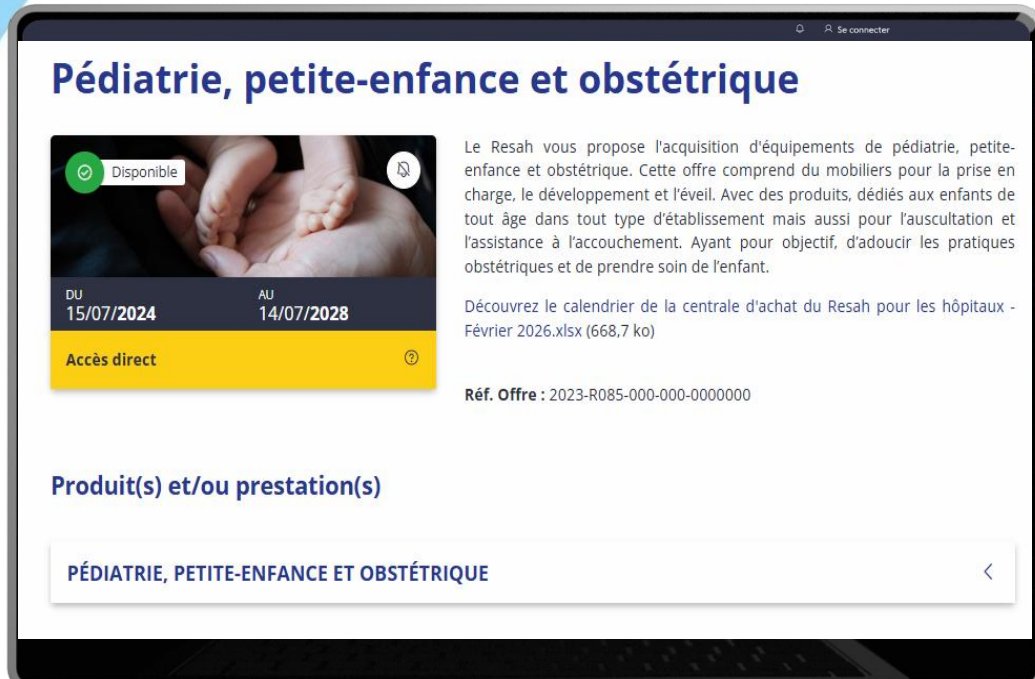 Se connecter
Pédiatrie, petite-enfance et obstétrique
Disponible
DU
15/07/2024
AU
14/07/2028
Accès direct
Le Resah vous propose l'acquisition d'équipements de pédiatrie, petite-
enfance et obstétrique. Cette offre comprend du mobiliers pour la prise en
charge, le développement et l'éveil. Avec des produits, dédiés aux enfants de
tout âge dans tout type d'établissement mais aussi pour l'auscultation et
l'assistance à l'accouchement. Ayant pour objectif, d'adoucir les pratiques
obstétriques et de prendre soin de l'enfant.
Découvrez le calendrier de la centrale d'achat du Resah pour les hôpitaux -
Février 2026.xlsx (668,7 ko)
Réf. Offre : 2023-R085-000-000-0000000
Produit(s) et/ou prestation(s)
PÉDIATRIE, PETITE-ENFANCE ET OBSTÉTRIQUE